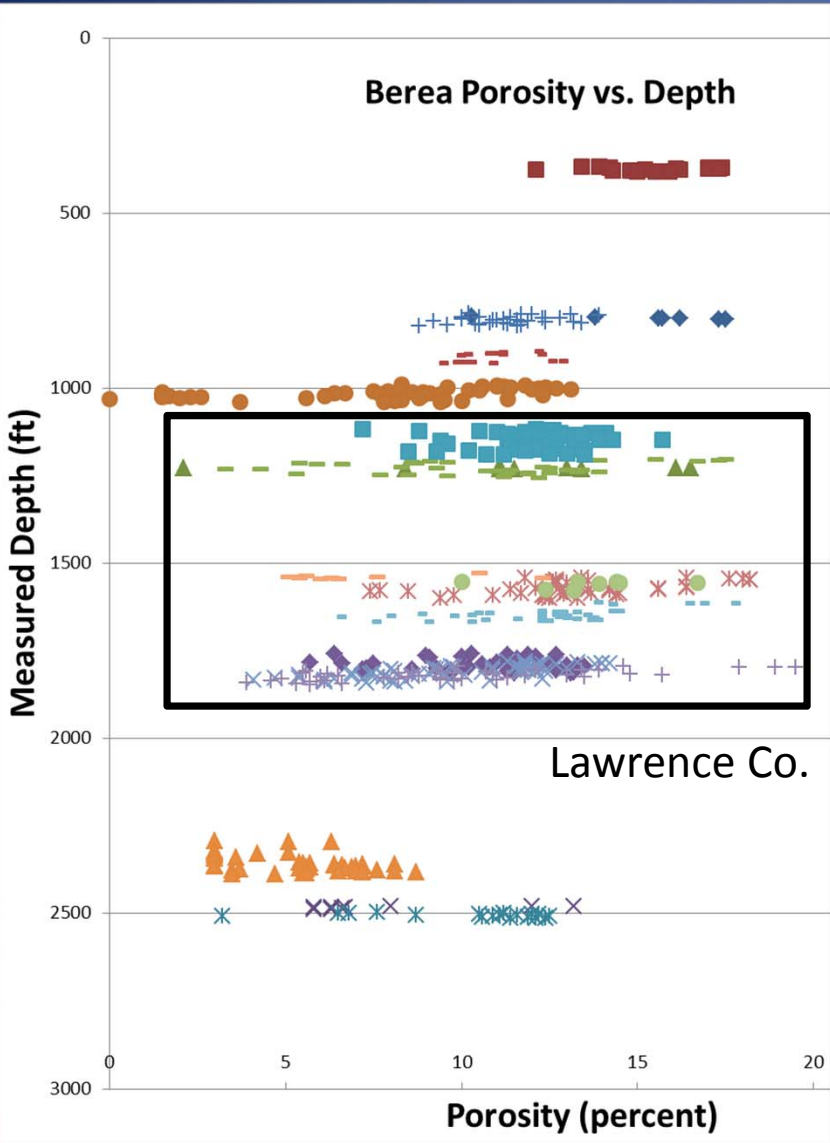 Berea Porosity vs. Depth
0
500
1000
1500
2000
2500
3000
Measured Depth (ft)
Lawrence Co.
0 5 10 15 20
Porosity (percent)